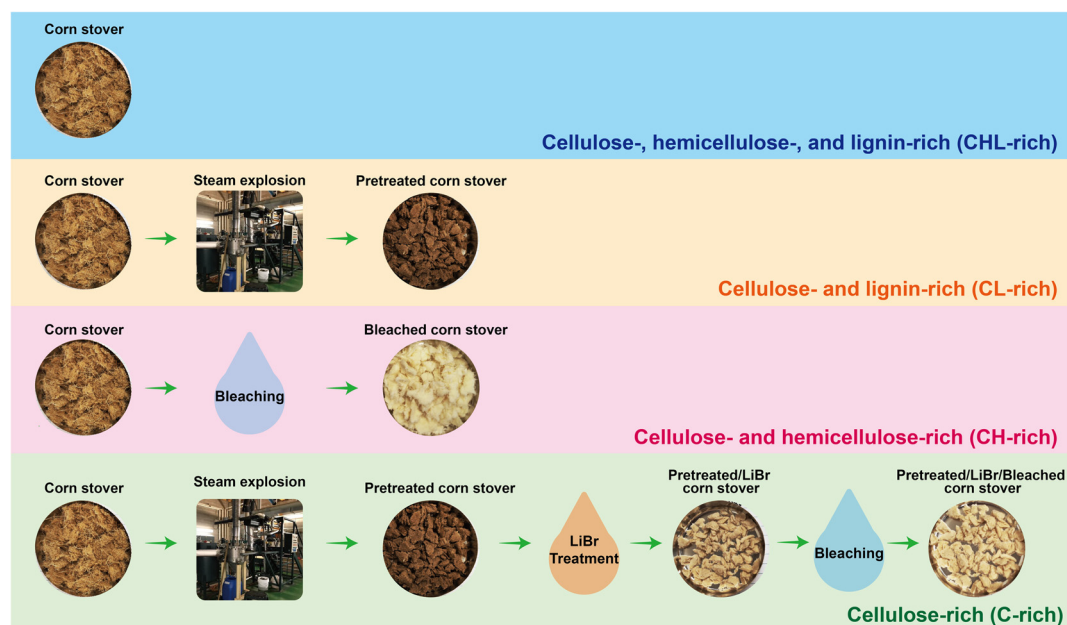 Corn stover
Cellulose-, hemicellulose-, and lignin-rich (CHL-rich)
Corn stover
Steam explosion
Pretreated corn stover
Cellulose- and lignin-rich (CL-rich)
Corn stover
Bleaching
Bleached corn stover
Cellulose- and hemicellulose-rich (CH-rich)
Corn stover
Steam explosion
Pretreated corn stover
LiBr
Treatment
Pretreated/LiBr
corn stover
Bleaching
Pretreated/LiBr/Bleached
corn stover
Cellulose-rich (C-rich)